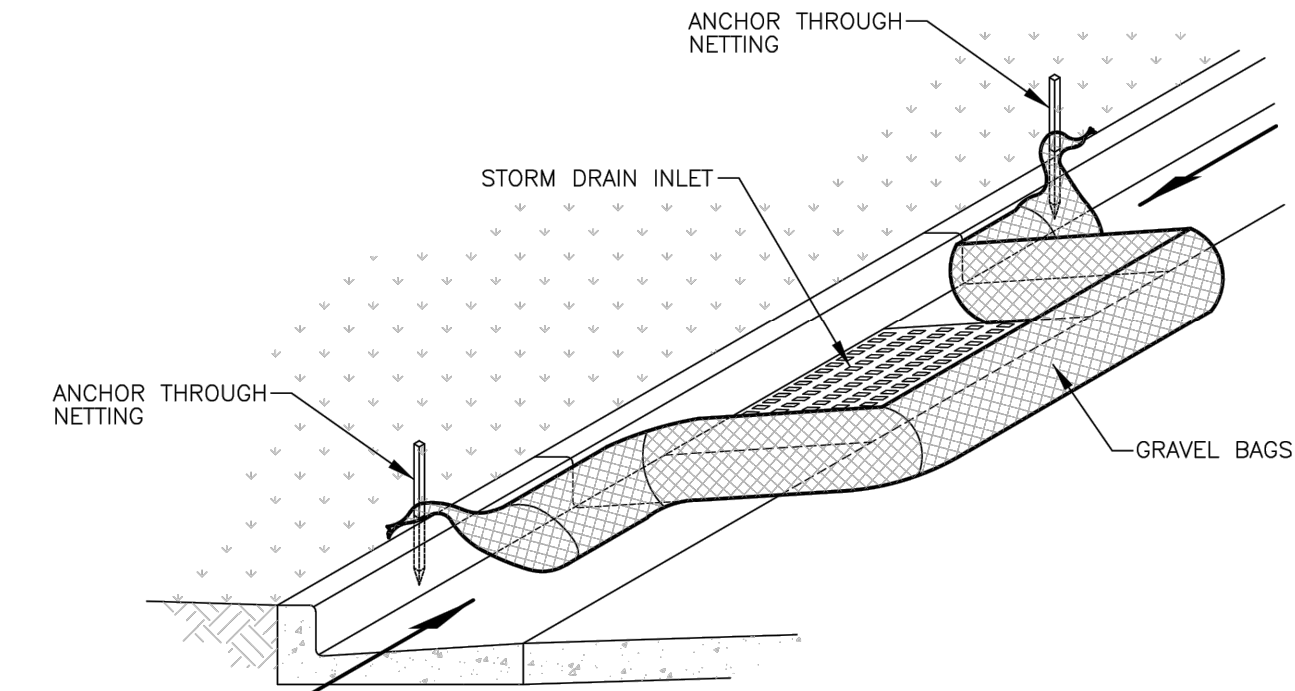 ANCHOR THROUGH
NETTING
STORM DRAIN INLET
ANCHOR THROUGH
NETTING
GRAVEL BAGS